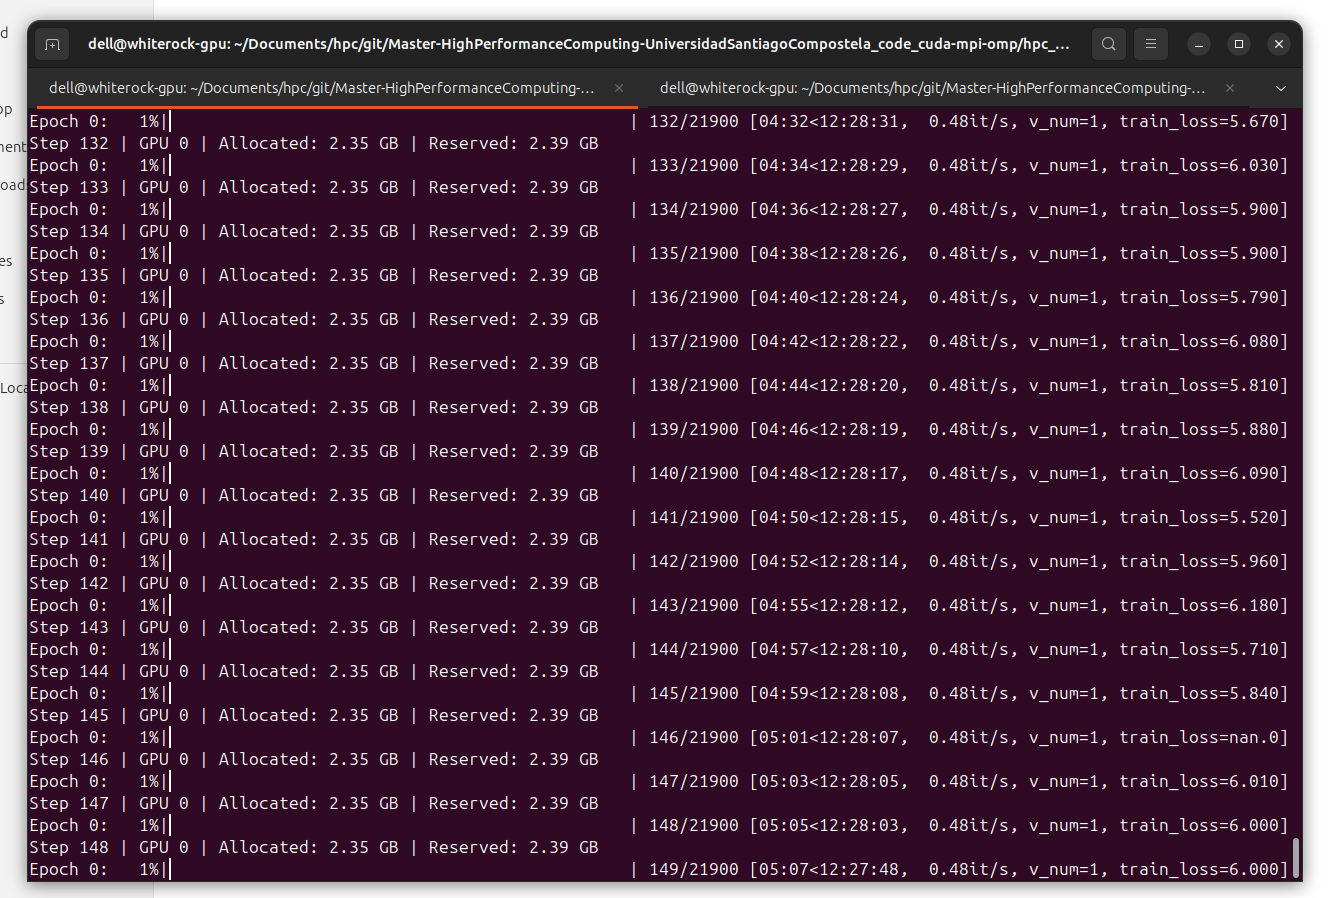 dell@whiterock-gpu: ~/Documents/hpc/git/Master-HighPerformanceComputing-UniversidadSantiagoCompostela_code_cuda-mpi-omp/hpc_...
dell@whiterock-gpu: ~/Documents/hpc/git/Master-HighPerformanceComputing-... × dell@whiterock-gpu: ~/Documents/hpc/git/Master-HighPerformanceComputing-... ×
d
op
ment
oad
es
s
Loca
Epoch 0:   1%| | 132/21900 [04:32<12:28:31,  0.48it/s, v_num=1, train_loss=5.670]
Step 132 | GPU 0 | Allocated: 2.35 GB | Reserved: 2.39 GB
Epoch 0:   1%| | 133/21900 [04:34<12:28:29,  0.48it/s, v_num=1, train_loss=6.030]
Step 133 | GPU 0 | Allocated: 2.35 GB | Reserved: 2.39 GB
Epoch 0:   1%| | 134/21900 [04:36<12:28:27,  0.48it/s, v_num=1, train_loss=5.900]
Step 134 | GPU 0 | Allocated: 2.35 GB | Reserved: 2.39 GB
Epoch 0:   1%| | 135/21900 [04:38<12:28:26,  0.48it/s, v_num=1, train_loss=5.900]
Step 135 | GPU 0 | Allocated: 2.35 GB | Reserved: 2.39 GB
Epoch 0:   1%| | 136/21900 [04:40<12:28:24,  0.48it/s, v_num=1, train_loss=5.790]
Step 136 | GPU 0 | Allocated: 2.35 GB | Reserved: 2.39 GB
Epoch 0:   1%| | 137/21900 [04:42<12:28:22,  0.48it/s, v_num=1, train_loss=6.080]
Step 137 | GPU 0 | Allocated: 2.35 GB | Reserved: 2.39 GB
Epoch 0:   1%| | 138/21900 [04:44<12:28:20,  0.48it/s, v_num=1, train_loss=5.810]
Step 138 | GPU 0 | Allocated: 2.35 GB | Reserved: 2.39 GB
Epoch 0:   1%| | 139/21900 [04:46<12:28:19,  0.48it/s, v_num=1, train_loss=5.880]
Step 139 | GPU 0 | Allocated: 2.35 GB | Reserved: 2.39 GB
Epoch 0:   1%| | 140/21900 [04:48<12:28:17,  0.48it/s, v_num=1, train_loss=6.090]
Step 140 | GPU 0 | Allocated: 2.35 GB | Reserved: 2.39 GB
Epoch 0:   1%| | 141/21900 [04:50<12:28:15,  0.48it/s, v_num=1, train_loss=5.520]
Step 141 | GPU 0 | Allocated: 2.35 GB | Reserved: 2.39 GB
Epoch 0:   1%| | 142/21900 [04:52<12:28:14,  0.48it/s, v_num=1, train_loss=5.960]
Step 142 | GPU 0 | Allocated: 2.35 GB | Reserved: 2.39 GB
Epoch 0:   1%| | 143/21900 [04:55<12:28:12,  0.48it/s, v_num=1, train_loss=6.180]
Step 143 | GPU 0 | Allocated: 2.35 GB | Reserved: 2.39 GB
Epoch 0:   1%| | 144/21900 [04:57<12:28:10,  0.48it/s, v_num=1, train_loss=5.710]
Step 144 | GPU 0 | Allocated: 2.35 GB | Reserved: 2.39 GB
Epoch 0:   1%| | 145/21900 [04:59<12:28:08,  0.48it/s, v_num=1, train_loss=5.840]
Step 145 | GPU 0 | Allocated: 2.35 GB | Reserved: 2.39 GB
Epoch 0:   1%| | 146/21900 [05:01<12:28:07,  0.48it/s, v_num=1, train_loss=nan.0]
Step 146 | GPU 0 | Allocated: 2.35 GB | Reserved: 2.39 GB
Epoch 0:   1%| | 147/21900 [05:03<12:28:05,  0.48it/s, v_num=1, train_loss=6.010]
Step 147 | GPU 0 | Allocated: 2.35 GB | Reserved: 2.39 GB
Epoch 0:   1%| | 148/21900 [05:05<12:28:03,  0.48it/s, v_num=1, train_loss=6.000]
Step 148 | GPU 0 | Allocated: 2.35 GB | Reserved: 2.39 GB
Epoch 0:   1%| | 149/21900 [05:07<12:27:48,  0.48it/s, v_num=1, train_loss=6.000]